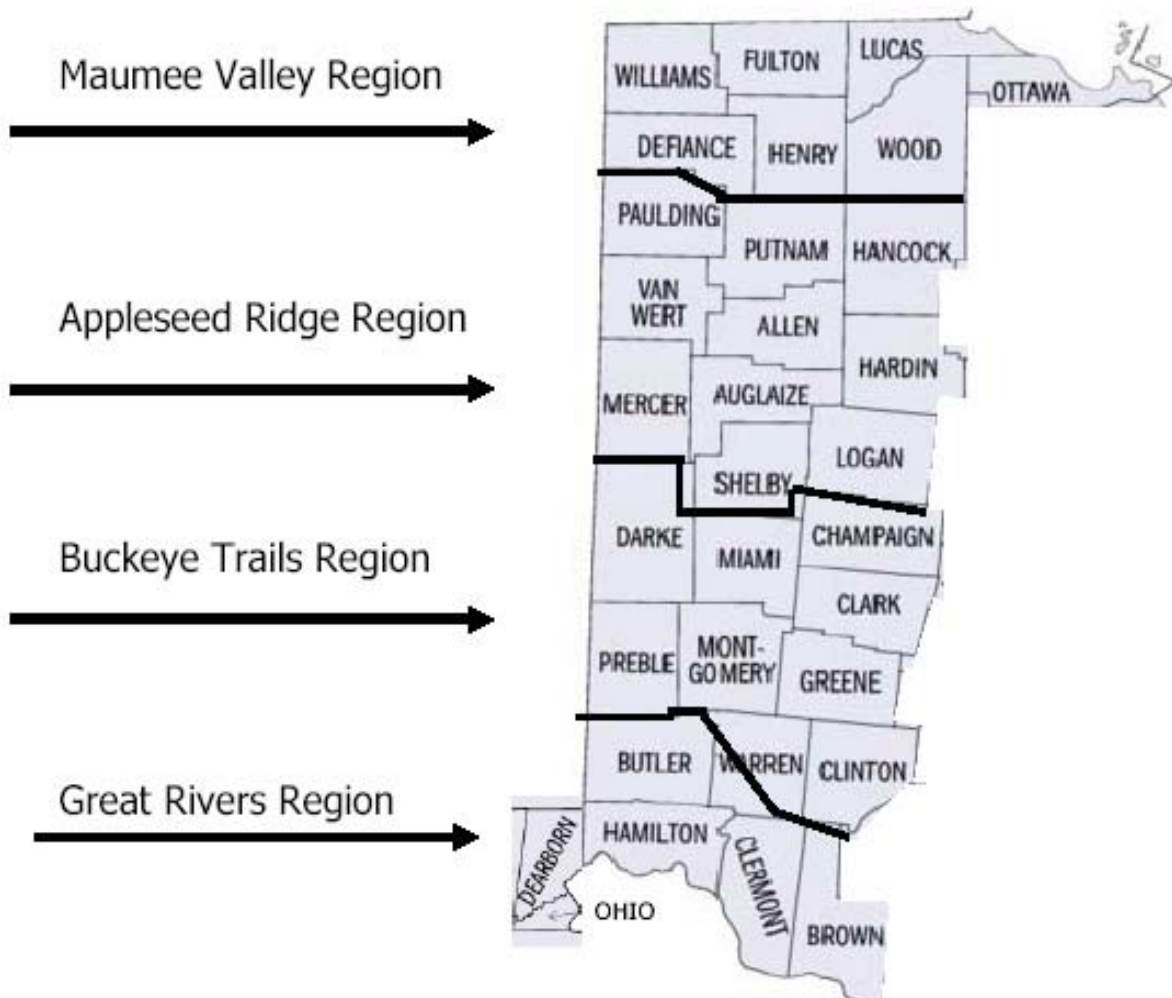 Maumee Valley Region
Appleseed Ridge Region
Buckeye Trails Region
Great Rivers Region
WILLIAMS
FULTON
LUCAS
OTTAWA
DEFIANCE
HENRY
WOOD
PAULDING
PUTNAM
HANCOCK
VAN
WERT
ALLEN
HARDIN
MERCER
AUGLAIZE
LOGAN
SHELBY
DARKE
MIAMI
CHAMPAIGN
CLARK
PREBLE
MONT-
GOMERY
GREENE
BUTLER
WARREN
CLINTON
HAMILTON
DEARBORN
CLERMONT
OHIO
BROWN